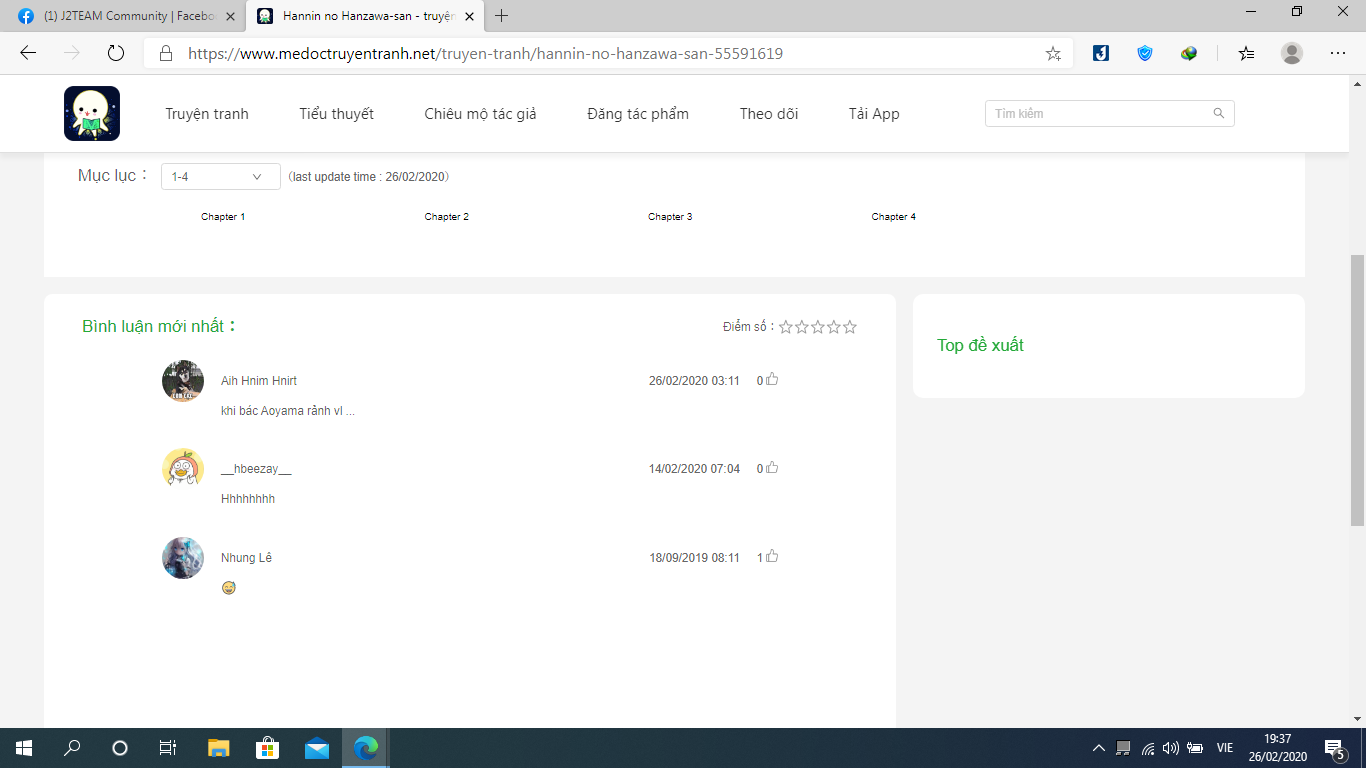 (1) J2TEAM Community | Facebo
Hannin no Hanzawa-san - truyện
https://www.medoctruyentranh.net/truyen-tranh/hannin-no-hanzawa-san-55591619
Truyện tranh Tiểu thuyết Chiêu mộ tác giả Đăng tác phẩm Theo dõi Tải App Tìm kiếm
Mục lục： 1-4 （last update time : 26/02/2020）
Chapter 1 Chapter 2 Chapter 3 Chapter 4
Bình luận mới nhất： Điểm số：
Top đề xuất
Aih Hnim Hnirt 26/02/2020 03:11 0
khi bác Aoyama rảnh vl ...
__hbeezay__ 14/02/2020 07:04 0
Hhhhhhhh
Nhung Lê 18/09/2019 08:11 1
😅
VIE
19:37
26/02/2020
5